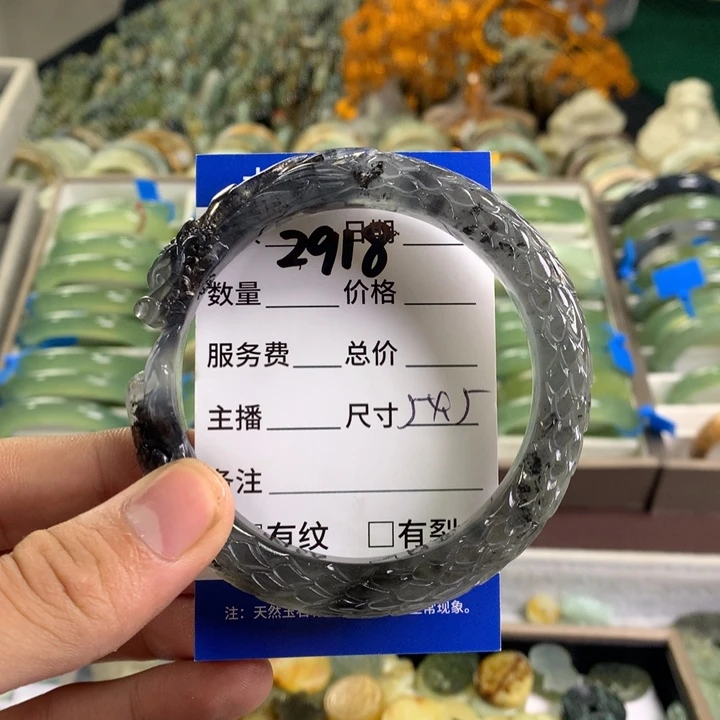 2918 日期
数量 价格
服务费 总价
主播 尺寸 54.5
备注
□有纹 □有裂
注：天然玉石 常现象。